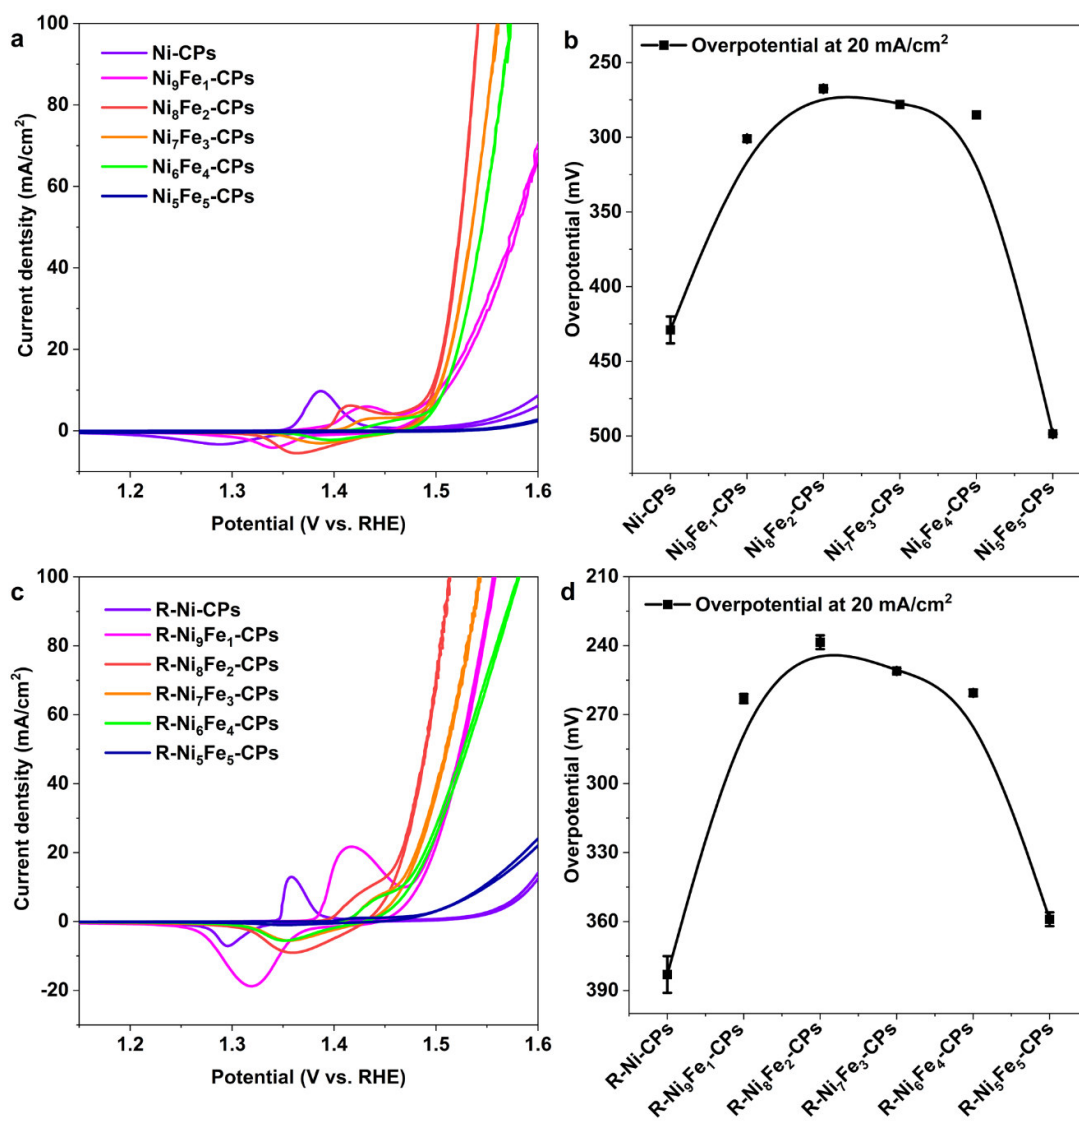 a
Ni-CPs
Ni₉Fe₁-CPs
Ni₈Fe₂-CPs
Ni₇Fe₃-CPs
Ni₆Fe₄-CPs
Ni₅Fe₅-CPs
Current dentsity (mA/cm²)
100
80
60
40
20
0
1.2
1.3
1.4
1.5
1.6
Potential (V vs. RHE)
b
Overpotential at 20 mA/cm²
Overpotential (mV)
250
300
350
400
450
500
Ni-CPs
Ni₉Fe₁-CPs
Ni₈Fe₂-CPs
Ni₇Fe₃-CPs
Ni₆Fe₄-CPs
Ni₅Fe₅-CPs
c
R-Ni-CPs
R-Ni₉Fe₁-CPs
R-Ni₈Fe₂-CPs
R-Ni₇Fe₃-CPs
R-Ni₆Fe₄-CPs
R-Ni₅Fe₅-CPs
Current dentsity (mA/cm²)
100
80
60
40
20
0
-20
1.2
1.3
1.4
1.5
1.6
Potential (V vs. RHE)
d
Overpotential at 20 mA/cm²
Overpotential (mV)
210
240
270
300
330
360
390
R-Ni-CPs
R-Ni₉Fe₁-CPs
R-Ni₈Fe₂-CPs
R-Ni₇Fe₃-CPs
R-Ni₆Fe₄-CPs
R-Ni₅Fe₅-CPs